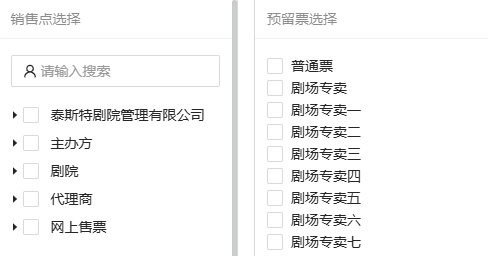 销售点选择
请输入搜索
泰斯特剧院管理有限公司
主办方
剧院
代理商
网上售票
预留票选择
普通票
剧场专卖
剧场专卖一
剧场专卖二
剧场专卖三
剧场专卖四
剧场专卖五
剧场专卖六
剧场专卖七